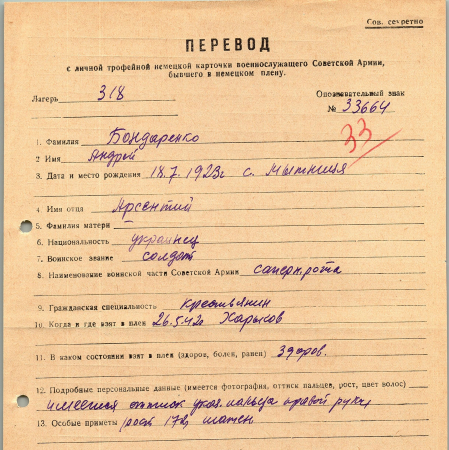 Сов. секретно
ПЕРЕВОД
с личной трофейной немецкой карточки военнослужащего Советской Армии,
бывшего в немецком плену.
Лагерь 318
Опознавательный знак
№ 33664
33
1. Фамилия Бондаренко
2 Имя Андрей
3. Дата и место рождения 18.7.1923г с. Мытница
4 Имя отца Арсентий
5. Фамилия матери —
6. Национальность украинец
7. Воинское звание солдат
8. Наименование воинской части Советской Армии саперн. рота
9. Гражданская специальность крестьянин
10. Когда и где взят в плен 26.5.42г Харьков
11. В каком состоянии взят в плен (здоров, болен, ранен) здоров.
12. Подробные персональные данные (имеется фотография, оттиск пальцев, рост, цвет волос)
имеется оттиск указ. пальца правой руки,
13. Особые приметы рост 172, шатен